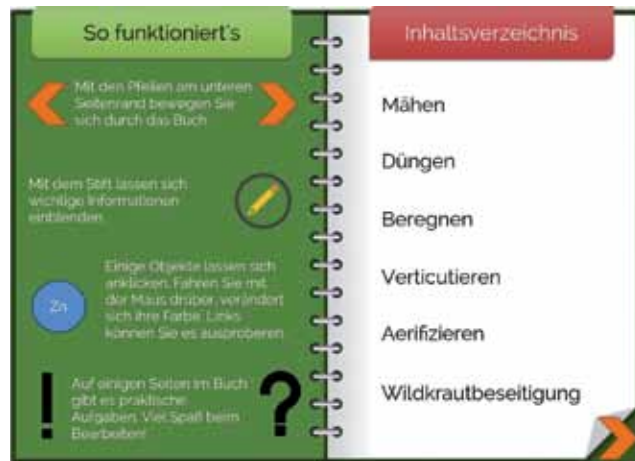 So funktioniert's
Mit den Pfeilen am unteren
Seitenrand bewegen Sie
sich durch das Buch
Mit dem Stift lassen sich
wichtige Informationen
einblenden.
Zn
Einige Objekte lassen sich
anklicken. Fahren Sie mit
der Maus drüber, verändert
sich ihre Farbe. Links
können Sie es ausprobieren.
!
Auf einigen Seiten im Buch
gibt es praktische
Aufgaben. Viel Spaß beim
Bearbeiten!
?
Inhaltsverzeichnis
Mähen
Düngen
Beregnen
Verticutieren
Aerifizieren
Wildkrautbeseitigung